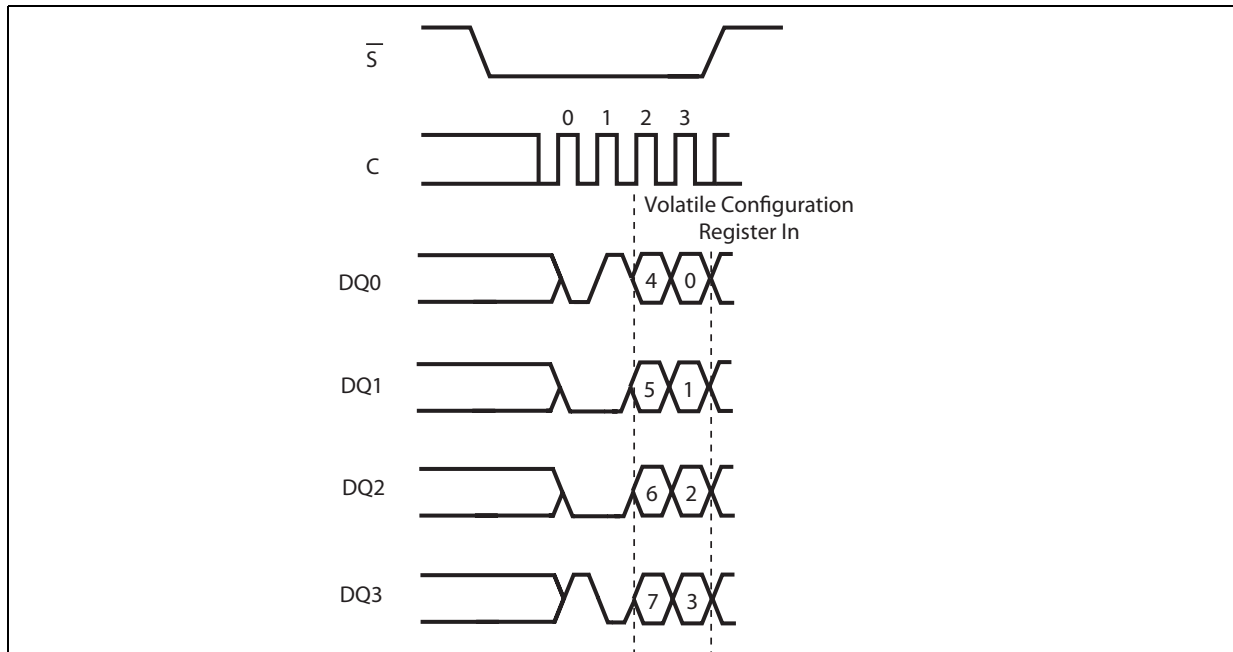 S̅
0 1 2 3
C
Volatile Configuration
Register In
DQ0 4 0
DQ1 5 1
DQ2 6 2
DQ3 7 3